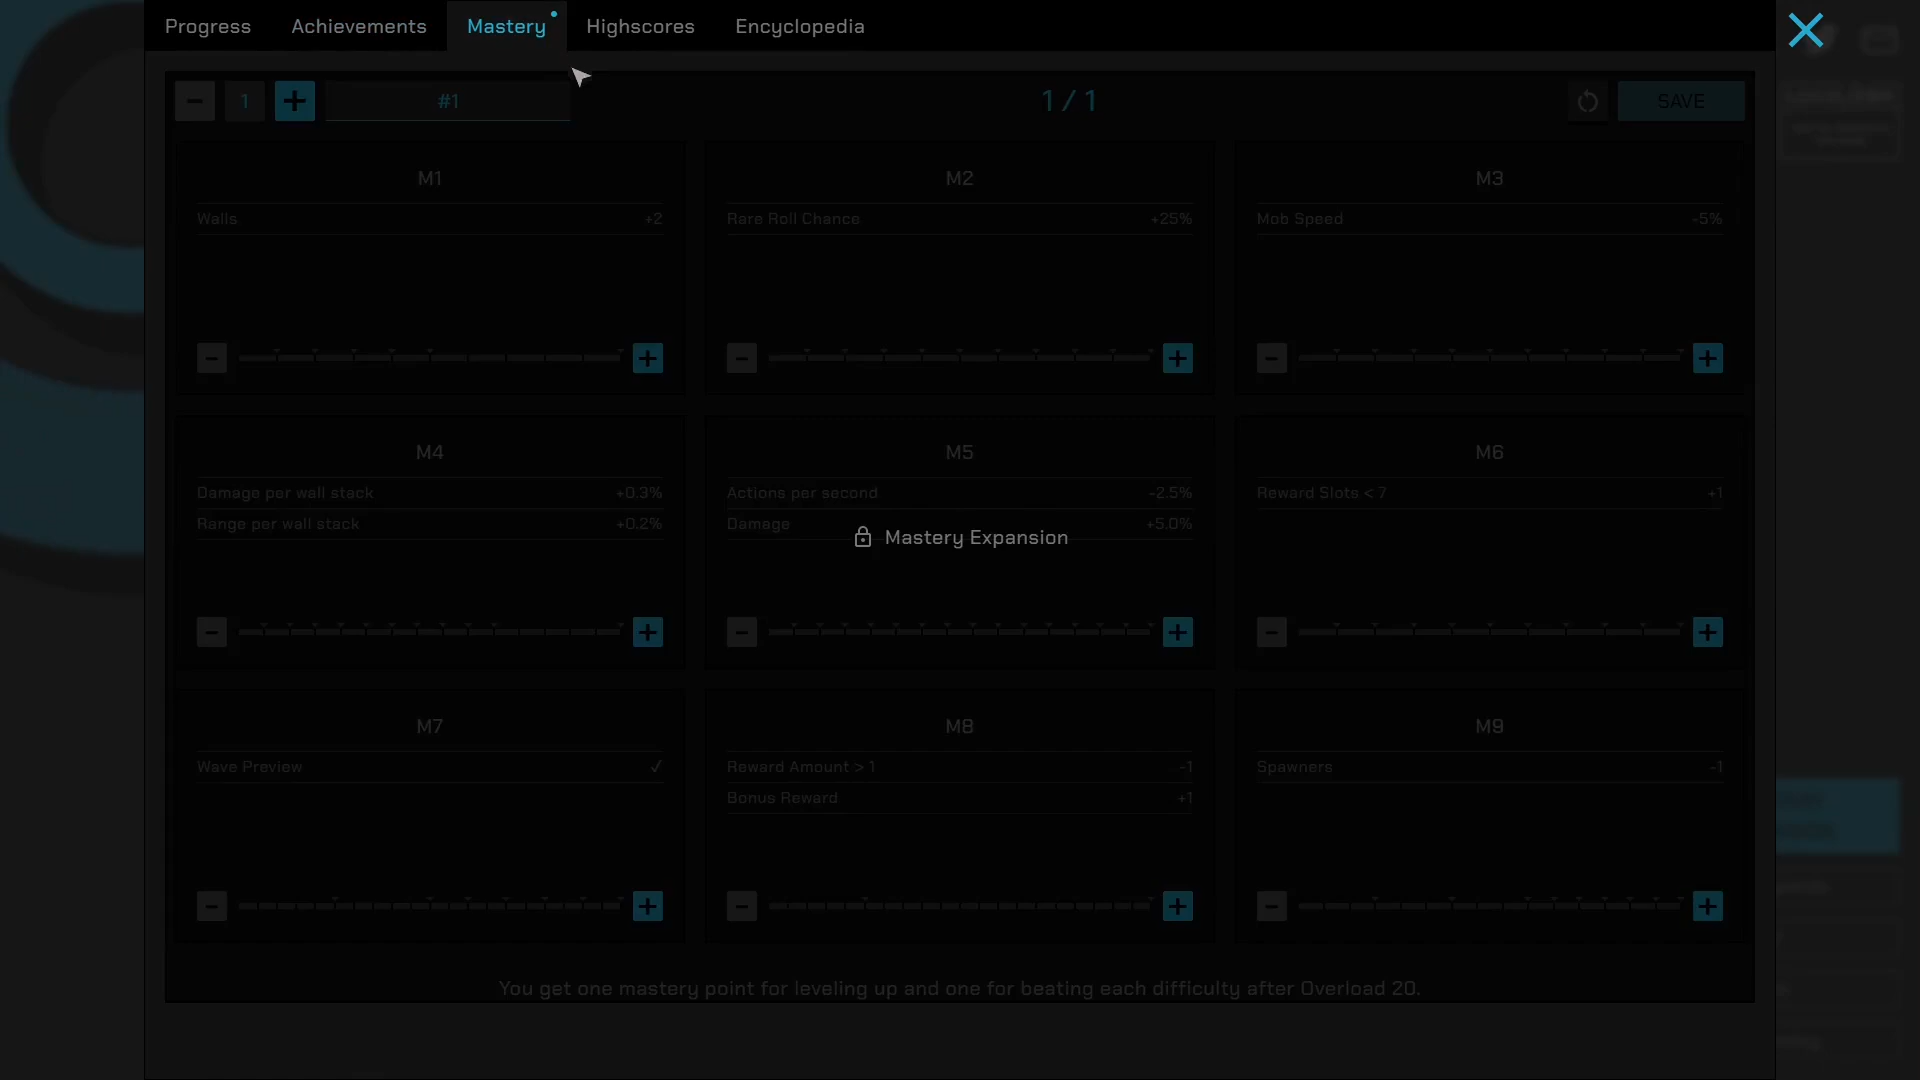 Progress Achievements Mastery Highscores Encyclopedia
1 #1 1 / 1 SAVE
M1
Walls +2
M2
Rare Roll Chance +25%
M3
Mob Speed -5%
M4
Damage per wall stack +0.3%
Range per wall stack +0.2%
M5
Actions per second -2.5%
Damage +5.0%
M6
Reward Slots < 7 +1
Mastery Expansion
M7
Wave Preview ✓
M8
Reward Amount > 1 -1
Bonus Reward +1
M9
Spawners -1
You get one mastery point for leveling up and one for beating each difficulty after Overload 20.